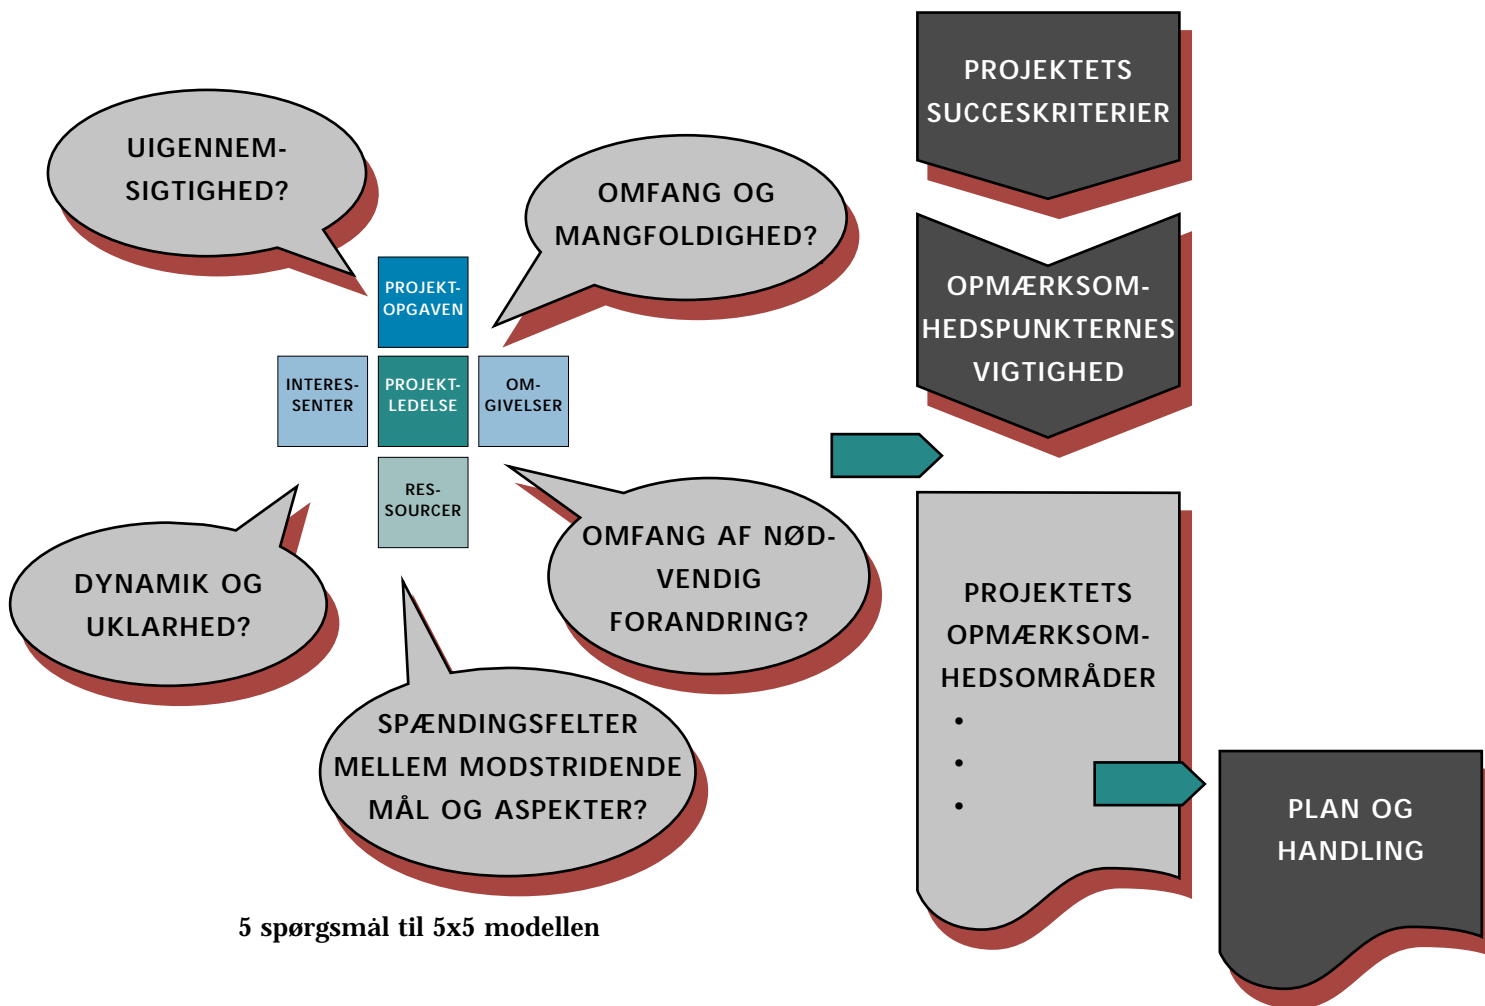 UIGENNEM-
SIGTIGHED?
OMFANG OG
MANGFOLDIGHED?
PROJEKT-
OPGAVEN
INTERES-
SENTER
PROJEKT-
LEDELSE
OM-
GIVELSER
RES-
SOURCER
DYNAMIK OG
UKLARHED?
OMFANG AF NØD-
VENDIG
FORANDRING?
SPÆNDINGSFELTER
MELLEM MODSTRIDENDE
MÅL OG ASPEKTER?
5 spørgsmål til 5x5 modellen
PROJEKTETS
SUCCESKRITERIER
OPMÆRKSOM-
HEDSPUNKTERNES
VIGTIGHED
PROJEKTETS
OPMÆRKSOM-
HEDSOMRÅDER
•
•
•
PLAN OG
HANDLING